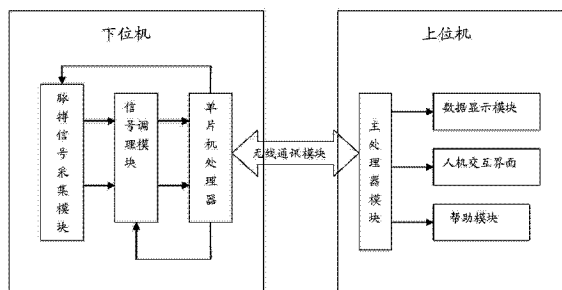 下位机
上位机
脉搏信号采集模块
信号调理模块
单片机处理器
无线通讯模块
主处理器模块
数据显示模块
人机交互界面
帮助模块